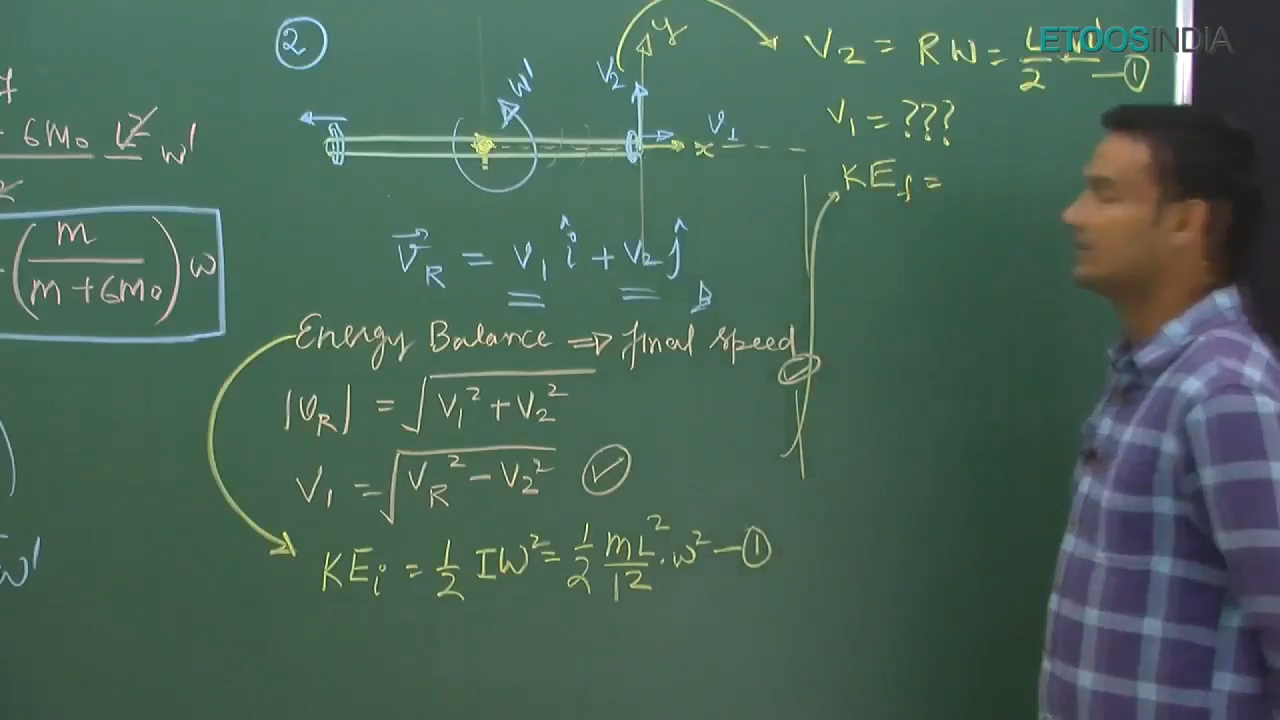 2
ETOOSINDIA
y
V₂ = Rω = L/2 ω' —①
ω'
V₂
6M₀ L² ω'
V₁
x
V₁ = ???
KE_f =
(m / m + 6M₀) ω
V⃗_R = V₁ î + V₂ ĵ
Energy Balance ⇒ final speed
|V_R| = √V₁² + V₂²
V₁ = √V_R² − V₂² ✓
KE_i = 1/2 Iω² = 1/2 mL²/12 · ω² —①
ω'